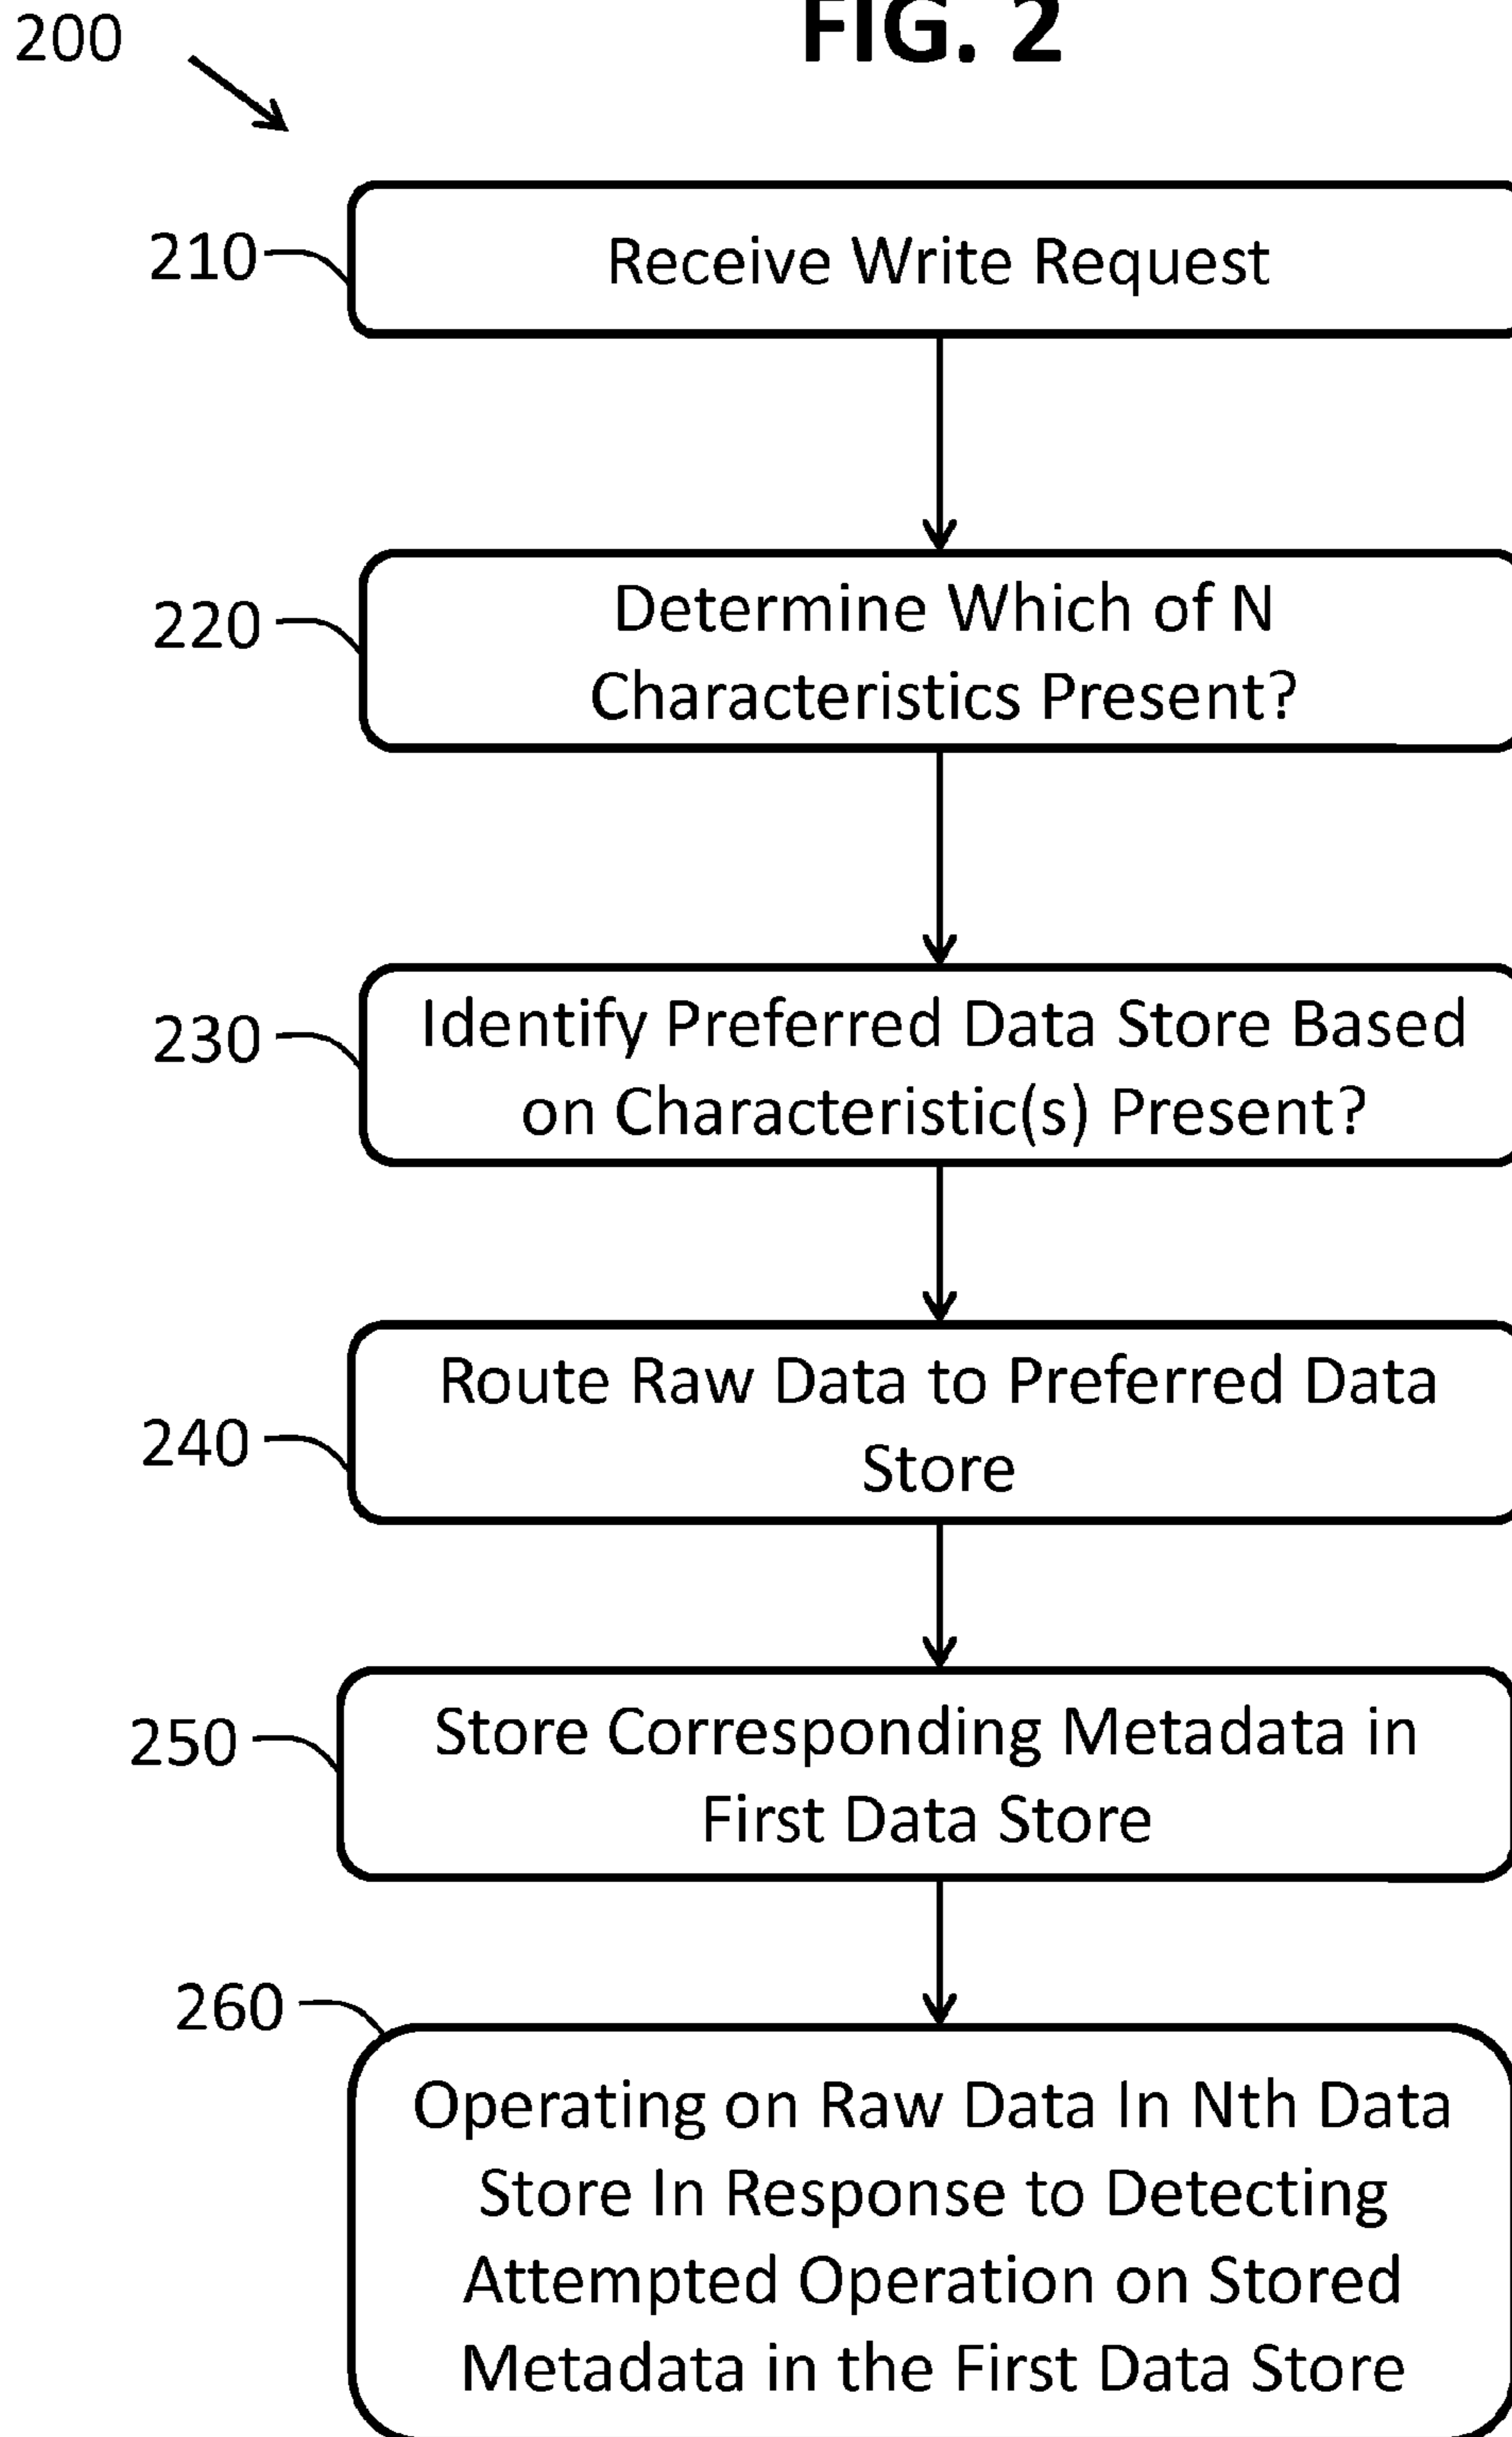 200
FIG. 2
210
Receive Write Request
220
Determine Which of N
Characteristics Present?
230
Identify Preferred Data Store Based
on Characteristic(s) Present?
240
Route Raw Data to Preferred Data
Store
250
Store Corresponding Metadata in
First Data Store
260
Operating on Raw Data In Nth Data
Store In Response to Detecting
Attempted Operation on Stored
Metadata in the First Data Store